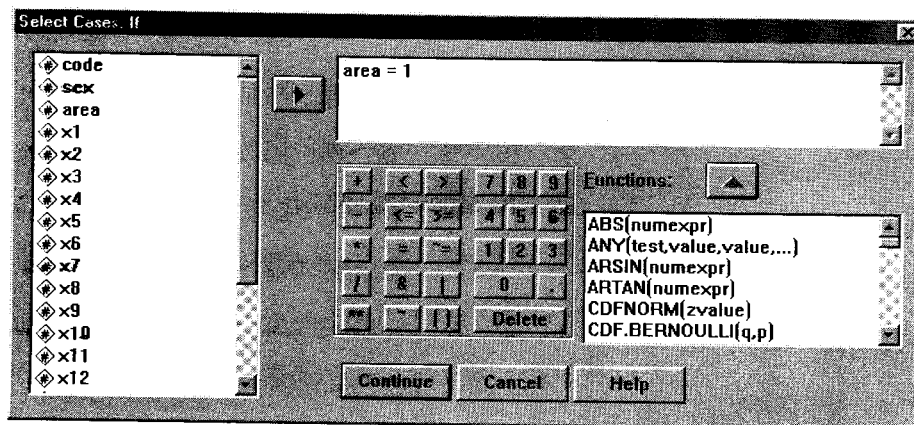 Select Cases: If
code
sex
area
x1
x2
x3
x4
x5
x6
x7
x8
x9
x10
x11
x12
area = 1
+ < > 7 8 9
- <= >= 4 5 6
* = ~= 1 2 3
/ & | 0 .
** ~ ( ) Delete
Functions:
ABS(numexpr)
ANY(test,value,value,...)
ARSIN(numexpr)
ARTAN(numexpr)
CDFNORM(zvalue)
CDF.BERNOULLI(q,p)
Continue Cancel Help